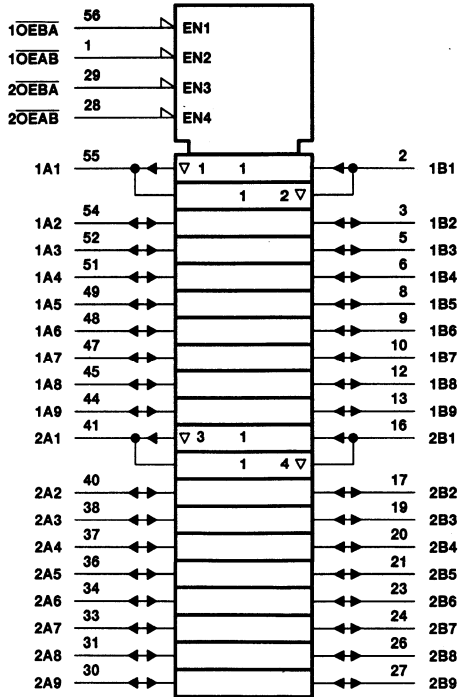 1O̅E̅B̅A̅ 56 EN1
1O̅E̅A̅B̅ 1 EN2
2O̅E̅B̅A̅ 29 EN3
2O̅E̅A̅B̅ 28 EN4
1A1 55 ▽ 1 1 2 1B1
1 2 ▽
1A2 54 3 1B2
1A3 52 5 1B3
1A4 51 6 1B4
1A5 49 8 1B5
1A6 48 9 1B6
1A7 47 10 1B7
1A8 45 12 1B8
1A9 44 13 1B9
2A1 41 ▽ 3 1 16 2B1
1 4 ▽
2A2 40 17 2B2
2A3 38 19 2B3
2A4 37 20 2B4
2A5 36 21 2B5
2A6 34 23 2B6
2A7 33 24 2B7
2A8 31 26 2B8
2A9 30 27 2B9